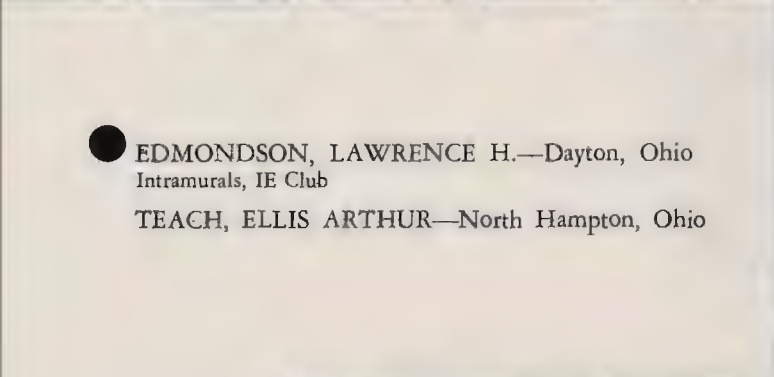 EDMONDSON, LAWRENCE H.—Dayton, Ohio
Intramurals, IE Club
TEACH, ELLIS ARTHUR—North Hampton, Ohio